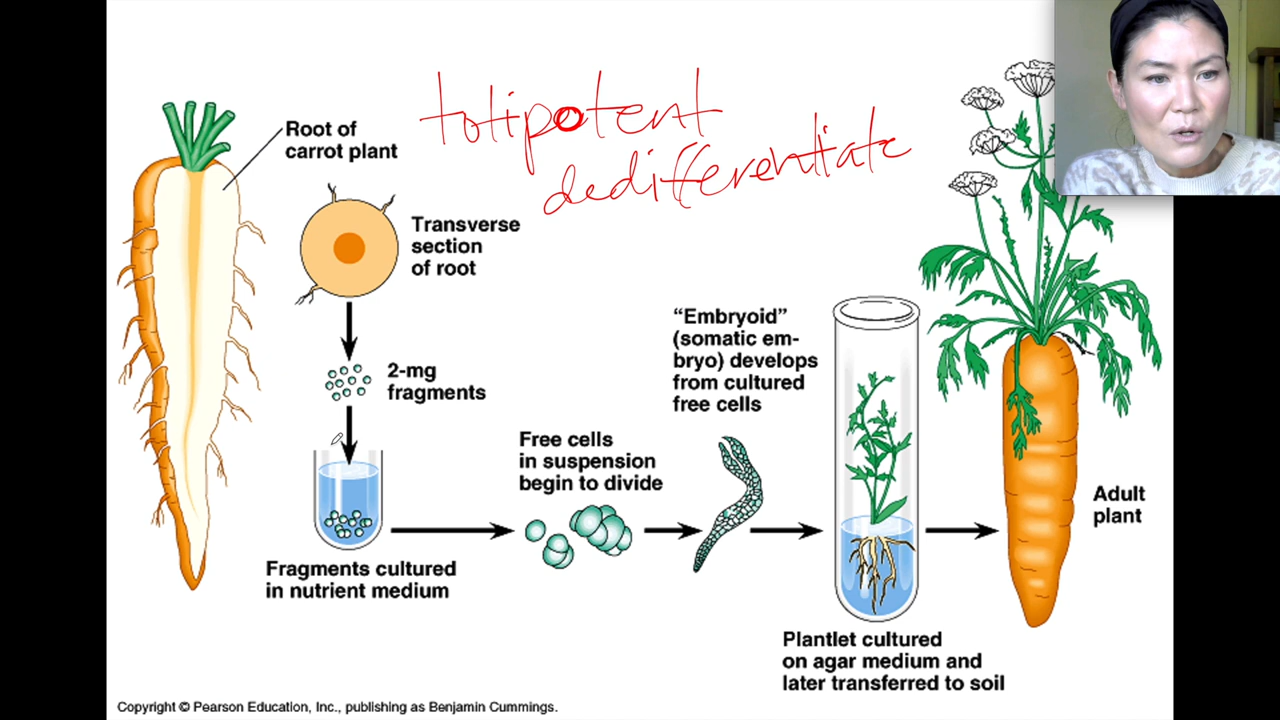 totipotent
dedifferentiate
Root of
carrot plant
Transverse
section
of root
2-mg
fragments
Fragments cultured
in nutrient medium
Free cells
in suspension
begin to divide
“Embryoid”
(somatic em-
bryo) develops
from cultured
free cells
Plantlet cultured
on agar medium and
later transferred to soil
Adult
plant
Copyright © Pearson Education, Inc., publishing as Benjamin Cummings.